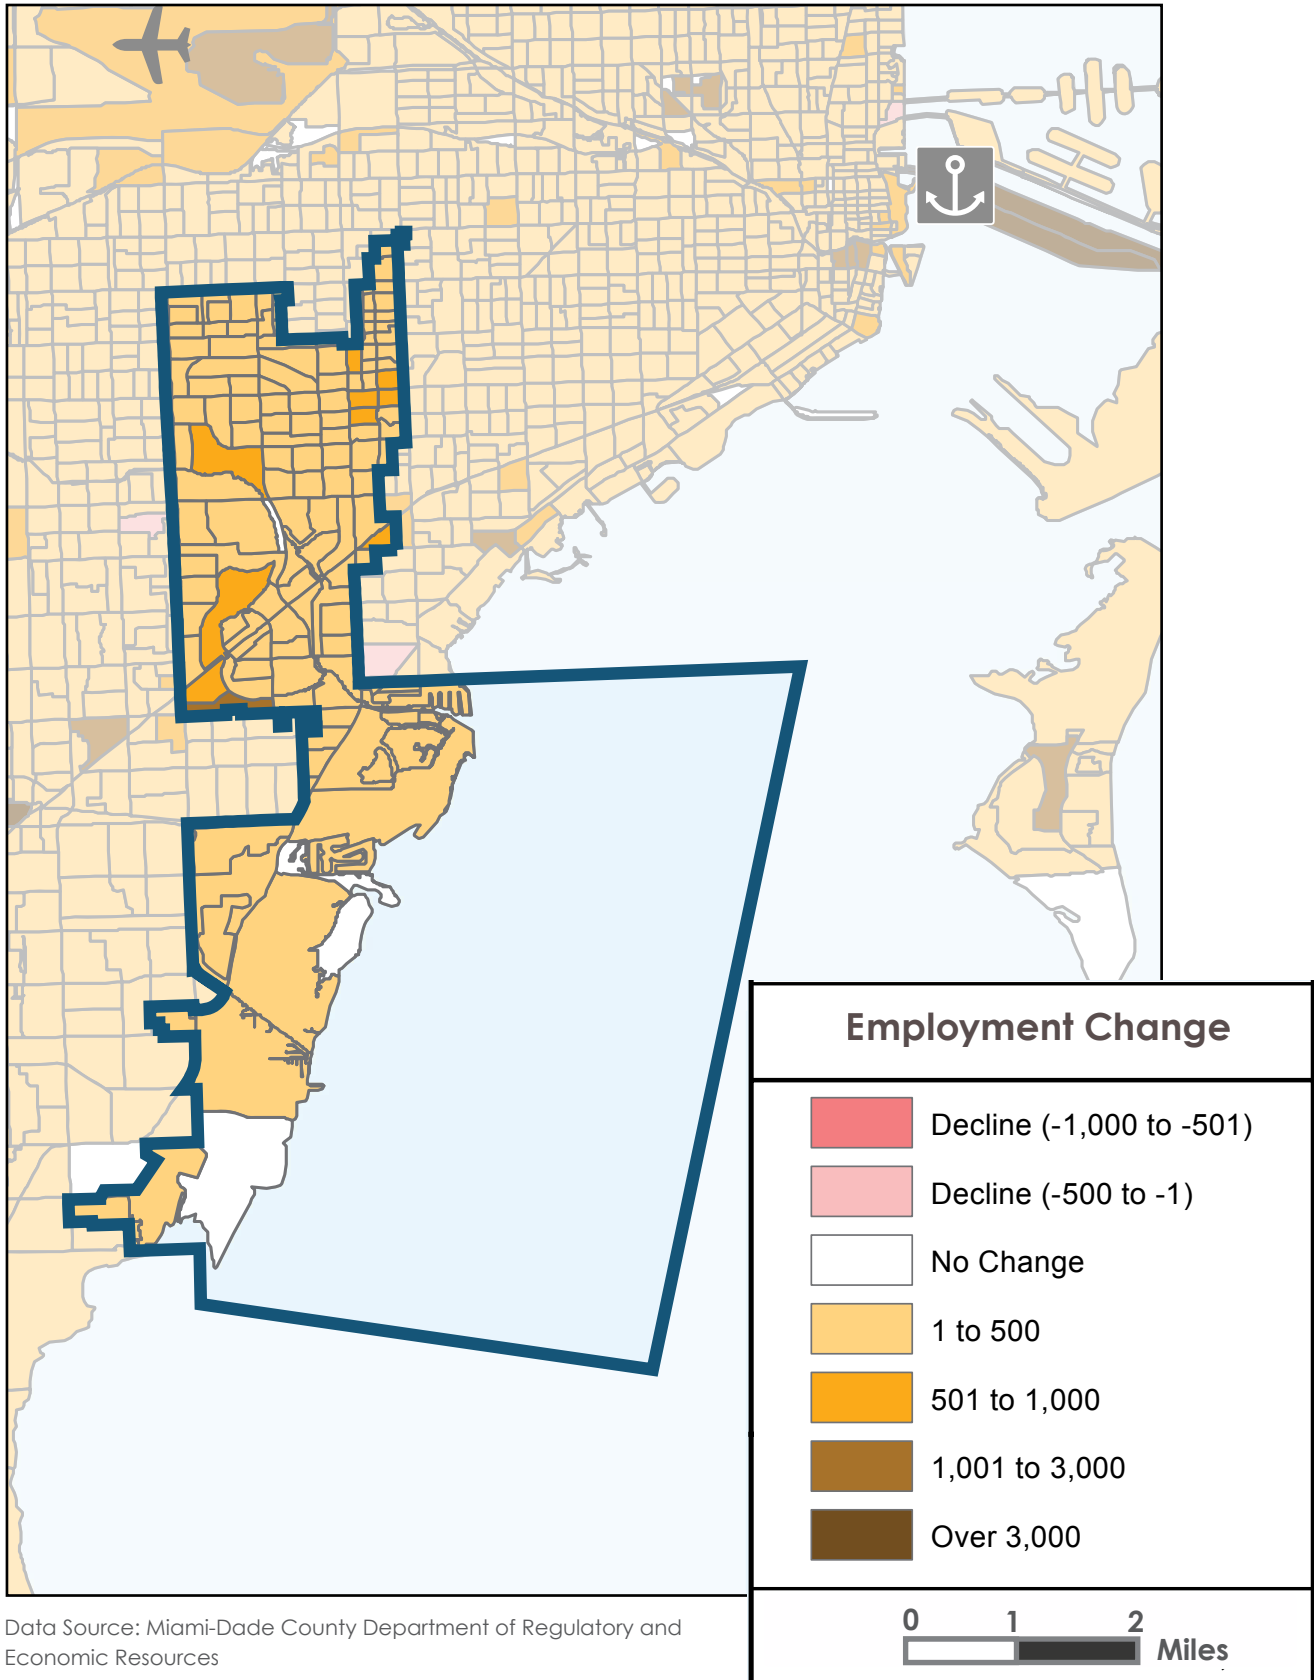 Employment Change
Decline (-1,000 to -501)
Decline (-500 to -1)
No Change
1 to 500
501 to 1,000
1,001 to 3,000
Over 3,000
0 1 2
Miles
Data Source: Miami-Dade County Department of Regulatory and
Economic Resources